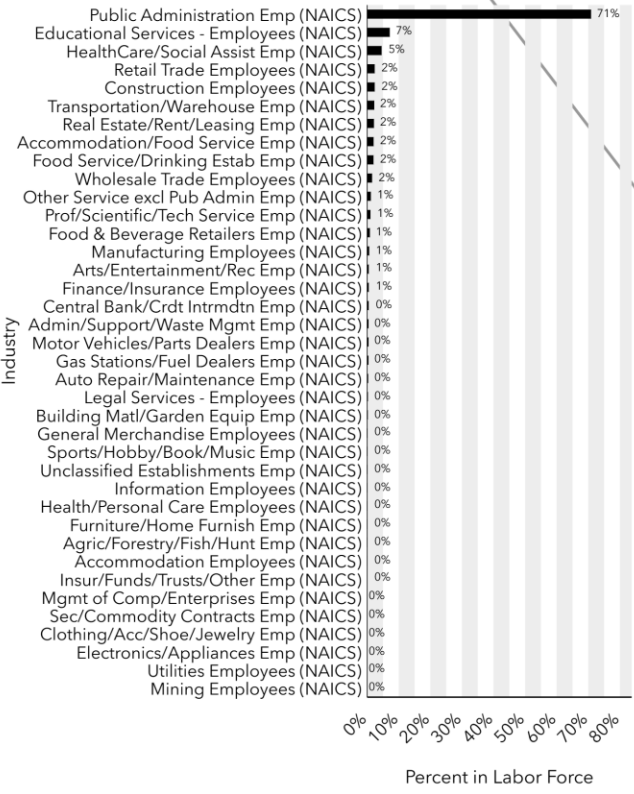 Public Administration Emp (NAICS) 71%
Educational Services - Employees (NAICS) 7%
HealthCare/Social Assist Emp (NAICS) 5%
Retail Trade Employees (NAICS) 2%
Construction Employees (NAICS) 2%
Transportation/Warehouse Emp (NAICS) 2%
Real Estate/Rent/Leasing Emp (NAICS) 2%
Accommodation/Food Service Emp (NAICS) 2%
Food Service/Drinking Estab Emp (NAICS) 2%
Wholesale Trade Employees (NAICS) 2%
Other Service excl Pub Admin Emp (NAICS) 1%
Prof/Scientific/Tech Service Emp (NAICS) 1%
Food & Beverage Retailers Emp (NAICS) 1%
Manufacturing Employees (NAICS) 1%
Arts/Entertainment/Rec Emp (NAICS) 1%
Finance/Insurance Employees (NAICS) 1%
Central Bank/Crdt Intrmdtn Emp (NAICS) 0%
Admin/Support/Waste Mgmt Emp (NAICS) 0%
Motor Vehicles/Parts Dealers Emp (NAICS) 0%
Gas Stations/Fuel Dealers Emp (NAICS) 0%
Auto Repair/Maintenance Emp (NAICS) 0%
Legal Services - Employees (NAICS) 0%
Building Matl/Garden Equip Emp (NAICS) 0%
General Merchandise Employees (NAICS) 0%
Sports/Hobby/Book/Music Emp (NAICS) 0%
Unclassified Establishments Emp (NAICS) 0%
Information Employees (NAICS) 0%
Health/Personal Care Employees (NAICS) 0%
Furniture/Home Furnish Emp (NAICS) 0%
Agric/Forestry/Fish/Hunt Emp (NAICS) 0%
Accommodation Employees (NAICS) 0%
Insur/Funds/Trusts/Other Emp (NAICS) 0%
Mgmt of Comp/Enterprises Emp (NAICS) 0%
Sec/Commodity Contracts Emp (NAICS) 0%
Clothing/Acc/Shoe/Jewelry Emp (NAICS) 0%
Electronics/Appliances Emp (NAICS) 0%
Utilities Employees (NAICS) 0%
Mining Employees (NAICS) 0%
Industry
0% 10% 20% 30% 40% 50% 60% 70% 80%
Percent in Labor Force